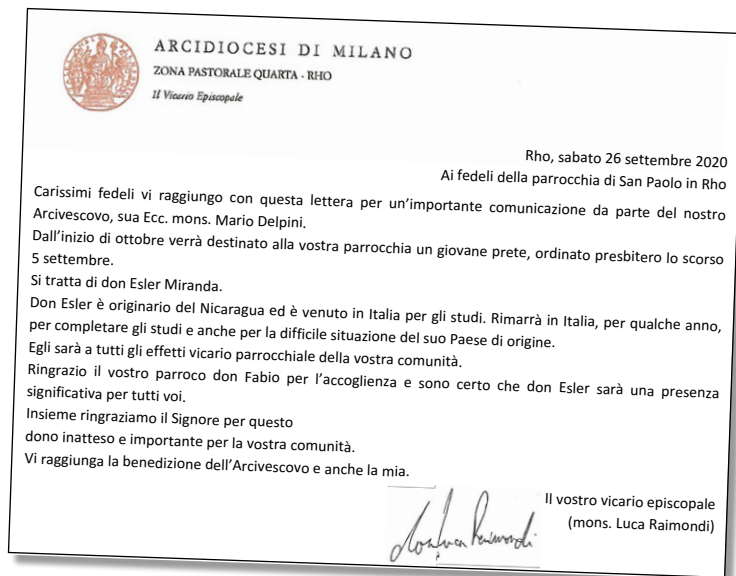 ARCIDIOCESI DI MILANO
ZONA PASTORALE QUARTA - RHO
Il Vicario Episcopale
Rho, sabato 26 settembre 2020
Ai fedeli della parrocchia di San Paolo in Rho
Carissimi fedeli vi raggiungo con questa lettera per un’importante comunicazione da parte del nostro
Arcivescovo, sua Ecc. mons. Mario Delpini.
Dall’inizio di ottobre verrà destinato alla vostra parrocchia un giovane prete, ordinato presbitero lo scorso
5 settembre.
Si tratta di don Esler Miranda.
Don Esler è originario del Nicaragua ed è venuto in Italia per gli studi. Rimarrà in Italia, per qualche anno,
per completare gli studi e anche per la difficile situazione del suo Paese di origine.
Egli sarà a tutti gli effetti vicario parrocchiale della vostra comunità.
Ringrazio il vostro parroco don Fabio per l’accoglienza e sono certo che don Esler sarà una presenza
significativa per tutti voi.
Insieme ringraziamo il Signore per questo
dono inatteso e importante per la vostra comunità.
Vi raggiunga la benedizione dell’Arcivescovo e anche la mia.
Il vostro vicario episcopale
(mons. Luca Raimondi)
don Luca Raimondi